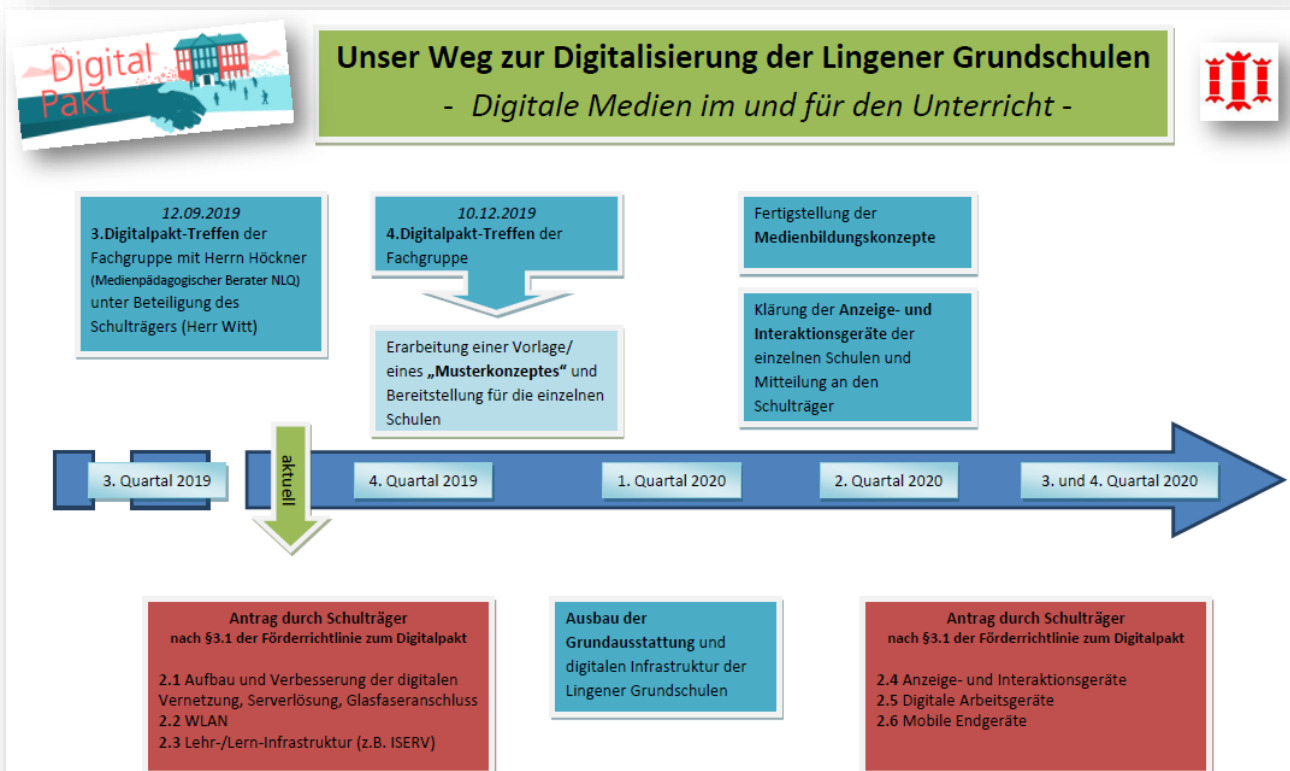 Digital
Pakt
Unser Weg zur Digitalisierung der Lingener Grundschulen
- Digitale Medien im und für den Unterricht -
12.09.2019
3.Digitalpakt-Treffen der
Fachgruppe mit Herrn Höckner
(Medienpädagogischer Berater NLQ)
unter Beteiligung des
Schulträgers (Herr Witt)
10.12.2019
4.Digitalpakt-Treffen der
Fachgruppe
Erarbeitung einer Vorlage/
eines „Musterkonzeptes“ und
Bereitstellung für die einzelnen
Schulen
Fertigstellung der
Medienbildungskonzepte
Klärung der Anzeige- und
Interaktionsgeräte der
einzelnen Schulen und
Mitteilung an den
Schulträger
3. Quartal 2019
aktuell
4. Quartal 2019
1. Quartal 2020
2. Quartal 2020
3. und 4. Quartal 2020
Antrag durch Schulträger
nach §3.1 der Förderrichtlinie zum Digitalpakt
2.1 Aufbau und Verbesserung der digitalen
Vernetzung, Serverlösung, Glasfaseranschluss
2.2 WLAN
2.3 Lehr-/Lern-Infrastruktur (z.B. ISERV)
Ausbau der
Grundausstattung und
digitalen Infrastruktur der
Lingener Grundschulen
Antrag durch Schulträger
nach §3.1 der Förderrichtlinie zum Digitalpakt
2.4 Anzeige- und Interaktionsgeräte
2.5 Digitale Arbeitsgeräte
2.6 Mobile Endgeräte